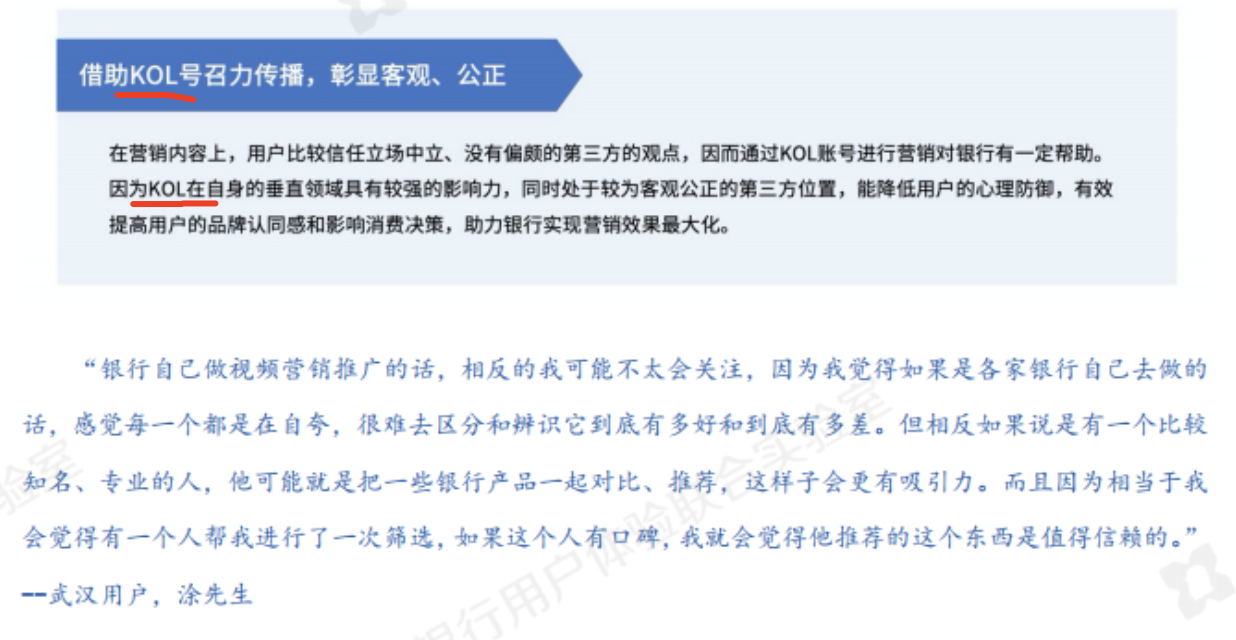 借助KOL号召力传播，彰显客观、公正
在营销内容上，用户比较信任立场中立、没有偏颇的第三方的观点，因而通过KOL账号进行营销对银行有一定帮助。
因为KOL在自身的垂直领域具有较强的影响力，同时处于较为客观公正的第三方位置，能降低用户的心理防御，有效
提高用户的品牌认同感和影响消费决策，助力银行实现营销效果最大化。
“银行自己做视频营销推广的话，相反的我可能不太会关注，因为我觉得如果是各家银行自己去做的
话，感觉每一个都是在自夸，很难去区分和辨识它到底有多好和到底有多差。但相反如果说是有一个比较
知名、专业的人，他可能就是把一些银行产品一起对比、推荐，这样子会更有吸引力。而且因为相当于我
会觉得有一个人帮我进行了一次筛选，如果这个人有口碑，我就会觉得他推荐的这个东西是值得信赖的。”
--武汉用户，涂先生
验室
银行用户体验联合实验室